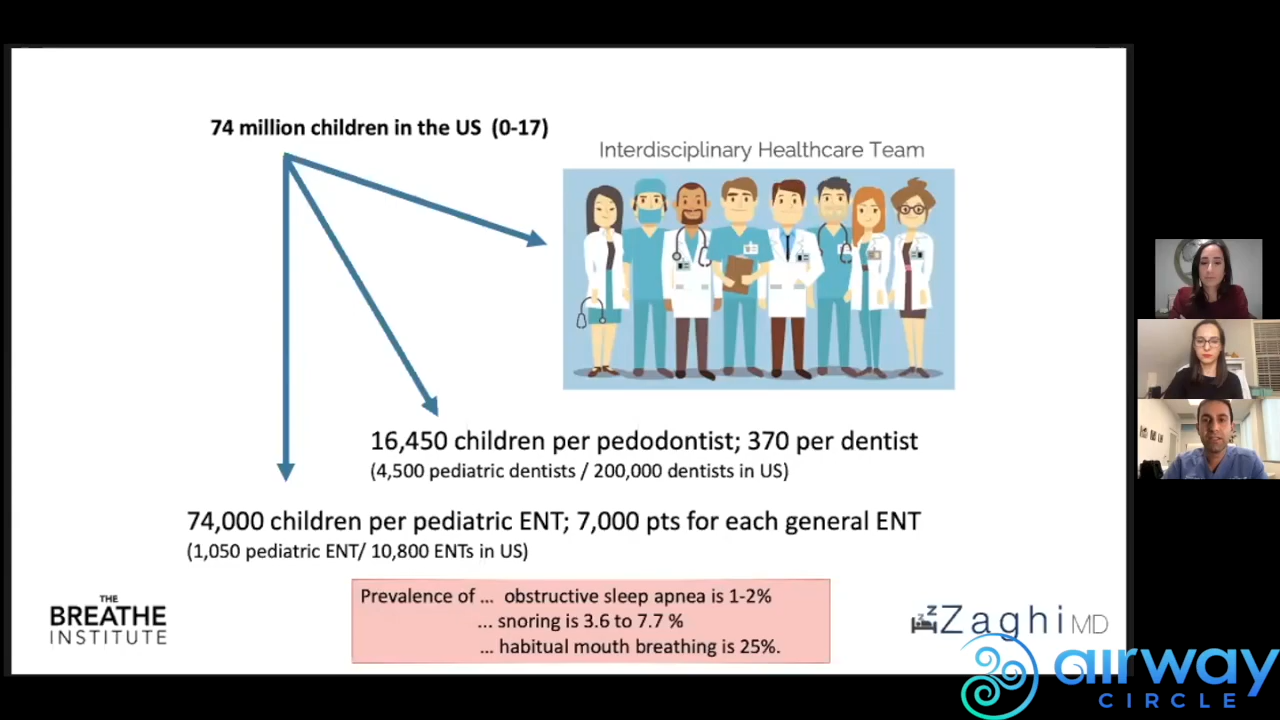 74 million children in the US (0-17)
Interdisciplinary Healthcare Team
16,450 children per pedodontist; 370 per dentist
(4,500 pediatric dentists / 200,000 dentists in US)
74,000 children per pediatric ENT; 7,000 pts for each general ENT
(1,050 pediatric ENT/ 10,800 ENTs in US)
Prevalence of ... obstructive sleep apnea is 1-2%
... snoring is 3.6 to 7.7 %
... habitual mouth breathing is 25%.
THE
BREATHE
INSTITUTE
zZ Zaghi MD
airway
CIRCLE